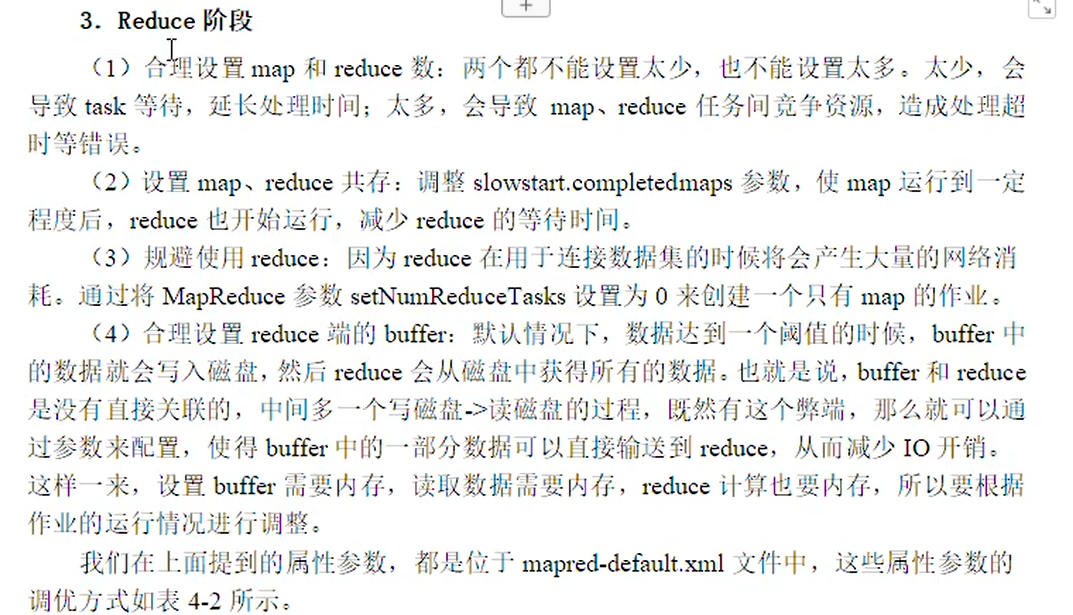 3．Reduce 阶段
（1）合理设置 map 和 reduce 数：两个都不能设置太少，也不能设置太多。太少，会
导致 task 等待，延长处理时间；太多，会导致 map、reduce 任务间竞争资源，造成处理超
时等错误。
（2）设置 map、reduce 共存：调整 slowstart.completedmaps 参数，使 map 运行到一定
程度后，reduce 也开始运行，减少 reduce 的等待时间。
（3）规避使用 reduce：因为 reduce 在用于连接数据集的时候将会产生大量的网络消
耗。通过将 MapReduce 参数 setNumReduceTasks 设置为 0 来创建一个只有 map 的作业。
（4）合理设置 reduce 端的 buffer：默认情况下，数据达到一个阈值的时候，buffer 中
的数据就会写入磁盘，然后 reduce 会从磁盘中获得所有的数据。也就是说，buffer 和 reduce
是没有直接关联的，中间多一个写磁盘->读磁盘的过程，既然有这个弊端，那么就可以通
过参数来配置，使得 buffer 中的一部分数据可以直接输送到 reduce，从而减少 IO 开销。
这样一来，设置 buffer 需要内存，读取数据需要内存，reduce 计算也要内存，所以要根据
作业的运行情况进行调整。
我们在上面提到的属性参数，都是位于 mapred-default.xml 文件中，这些属性参数的
调优方式如表 4-2 所示。